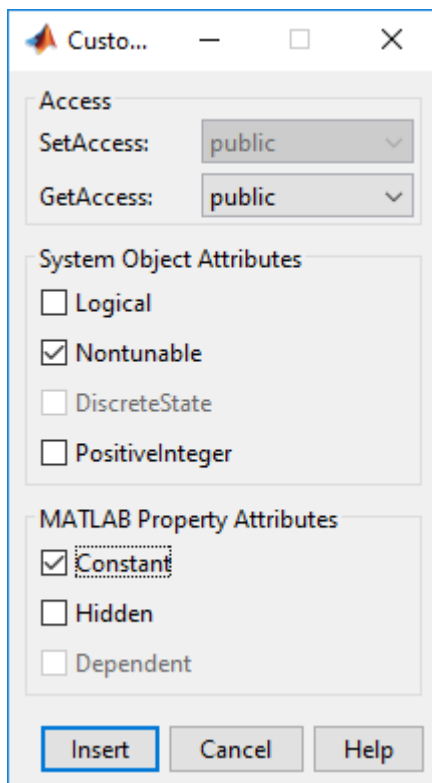 Custo...
Access
SetAccess: public
GetAccess: public
System Object Attributes
Logical
Nontunable
DiscreteState
PositiveInteger
MATLAB Property Attributes
Constant
Hidden
Dependent
Insert Cancel Help